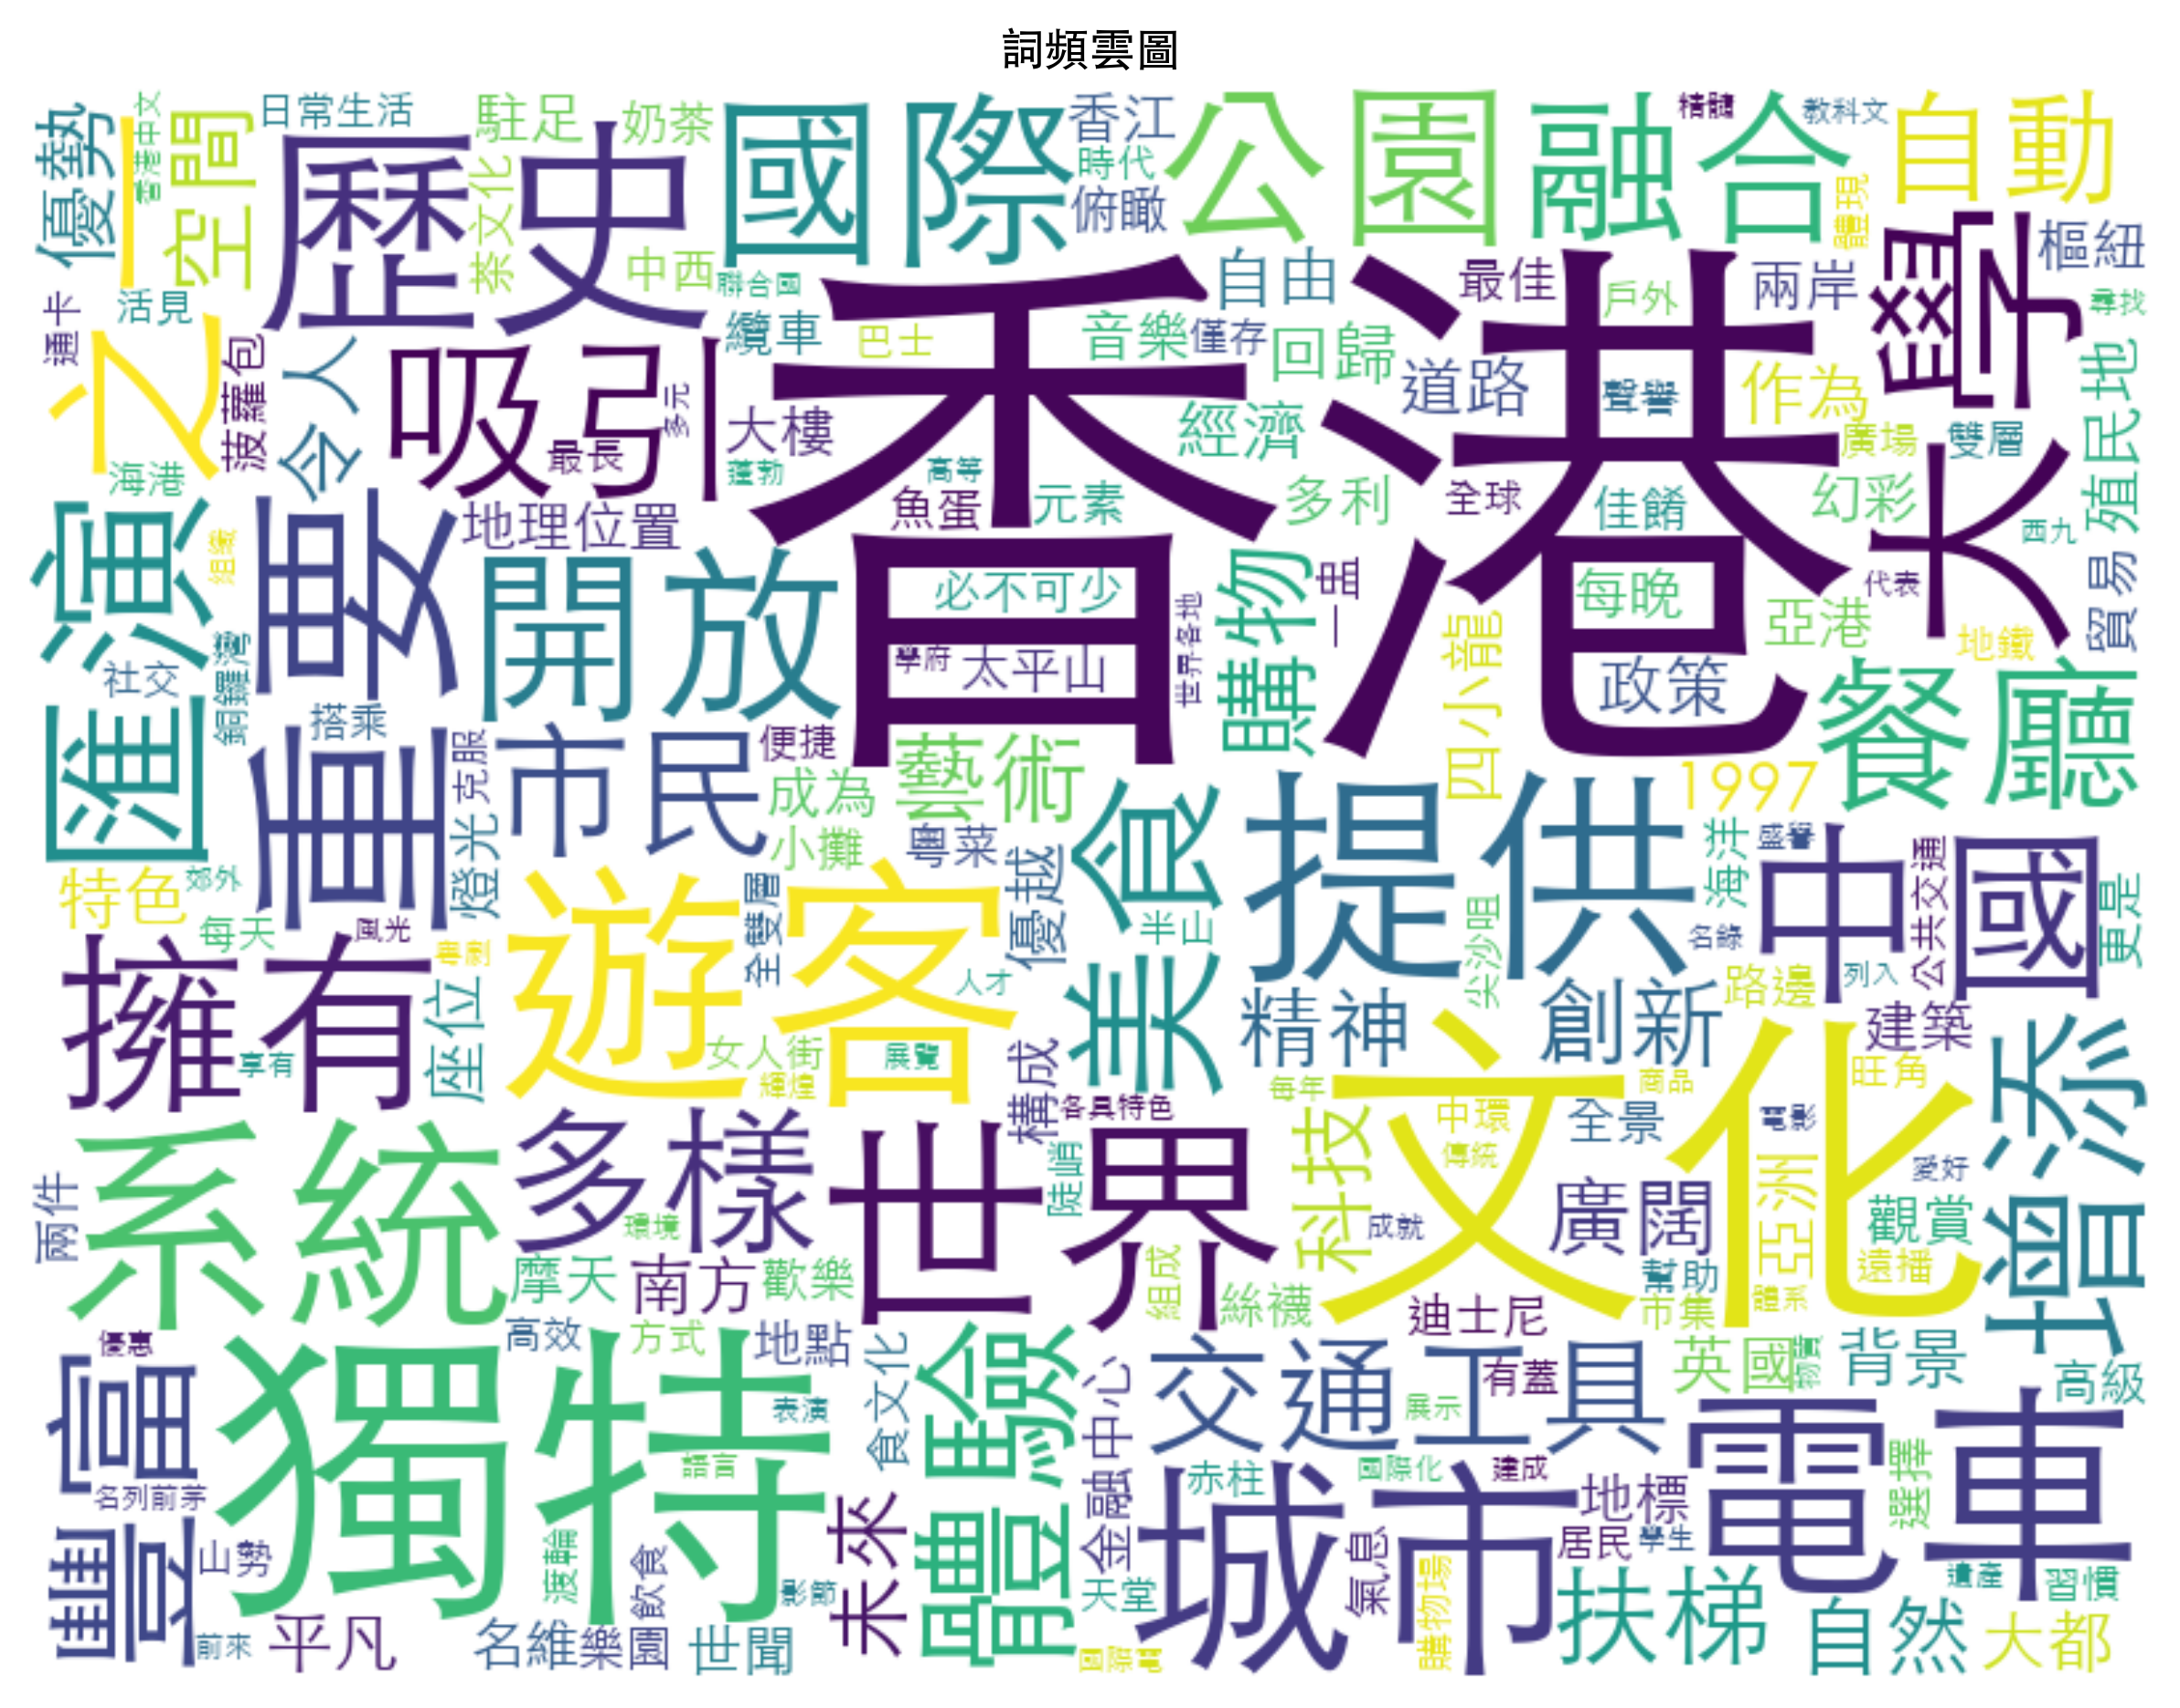 詞頻雲圖
日常生活
駐足
奶茶
國際
香江
公園
融合
精髓
教科文
自動
優勢
一
香港中文
空間
歷史
茶文化
時代
俯瞰
體現
樞紐
中西
聯合國
自由
最佳
戶外
兩岸
大學
尋找
通卡
活見
之
菠蘿包
令人
吸引
多元
纜車
巴士
香港
音樂
僅存
回歸
道路
聲譽
作為
殖民地
大樓
最長
蓬勃
高等
經濟
廣場
雙層
海港
地理位置
魚蛋
元素
多利
全球
佳餚
幻彩
西九
匯演
組織
重要
開放
必不可少
世界各地
購物
一盅
每晚
代表
亞港
地鐵
貿易
學府
太平山
四小龍
政策
餐廳
社交
銅鑼灣
搭乘
克服
市民
便捷
藝術
成為
小攤
粵菜
美食
提供
1997
海洋
盛譽
中國
公共交通
更是
特色
郊外
燈光
遊客
全雙層
優越
半山
尖沙咀
名錄
列入
每天
風光
粵劇
人才
擁有
享有
座位
女人街
展覽
輝煌
精神
創新
路邊
建築
構成
各具特色
每年
文化
中環
傳統
商品
全景
電影
旺角
增添
系統
多樣
環境
世界
陡峭
科技
成就
廣闊
亞洲
愛好
觀賞
兩件
摩天
南方
歡樂
組成
絲襪
迪士尼
幫助
市集
體系
遠播
優惠
豐富
獨特
高效
方式
地點
食文化
體驗
金融中心
交通工具
有蓋
英國
物質
背景
高級
表演
展示
電車
名列前茅
語言
未來
赤柱
國際化
建成
地標
選擇
城市
山勢
渡輪
飲食
影節
天堂
氣息
購物場
居民
學生
扶梯
遺產
習慣
前來
平凡
名維
樂園
世聞
國際電
自然
大都